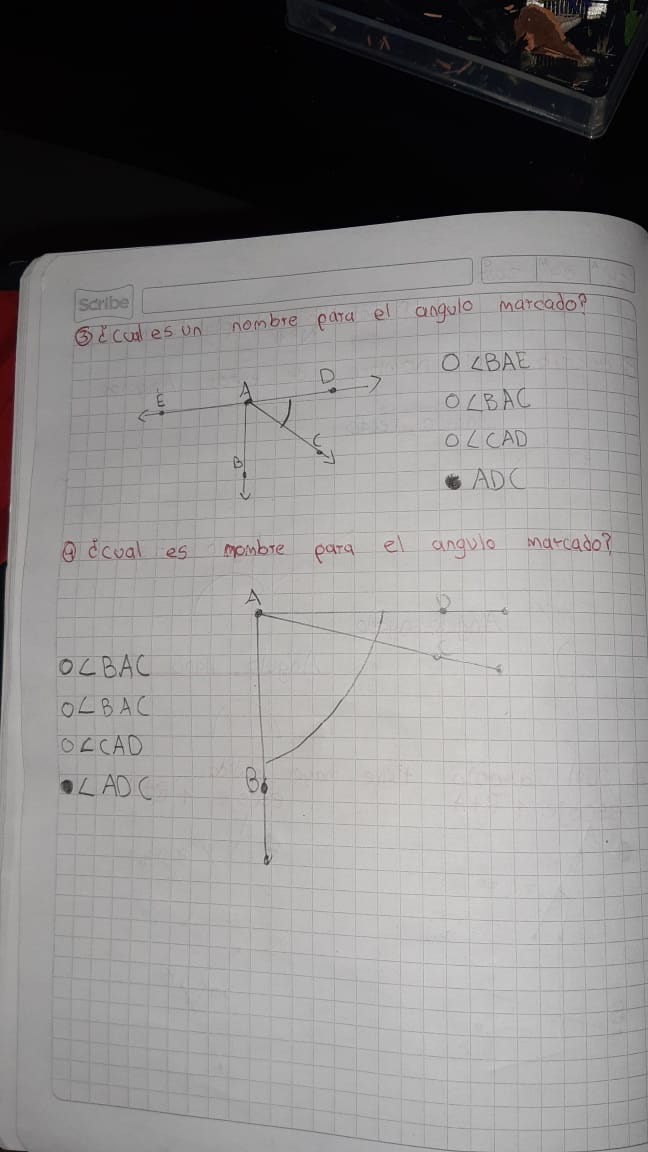 Scribe
③ ¿cual es un nombre para el angulo marcado?
E A D
B C
O ∠BAE
O ∠BAC
O ∠CAD
● ADC
④ ¿cual es mombre para el angulo marcado?
A D
C
B
O∠BAC
O∠BAC
O∠CAD
●∠ADC